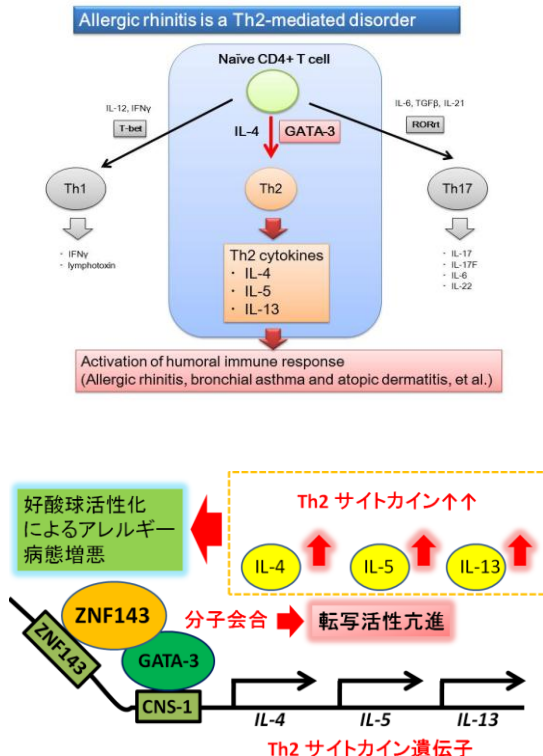 Allergic rhinitis is a Th2-mediated disorder
Naïve CD4+ T cell
IL-12, IFNγ
T-bet
IL-4
GATA-3
IL-6, TGFβ, IL-21
RORrt
Th1
Th2
Th17
・ IFNγ
・ lymphotoxin
Th2 cytokines
・ IL-4
・ IL-5
・ IL-13
・ IL-17
・ IL-17F
・ IL-6
・ IL-22
Activation of humoral immune response
(Allergic rhinitis, bronchial asthma and atopic dermatitis, et al.)
好酸球活性化
によるアレルギー
病態増悪
Th2 サイトカイン↑↑
IL-4
IL-5
IL-13
ZNF143
ZNF143
GATA-3
CNS-1
分子会合
転写活性亢進
IL-4
IL-5
IL-13
Th2 サイトカイン遺伝子